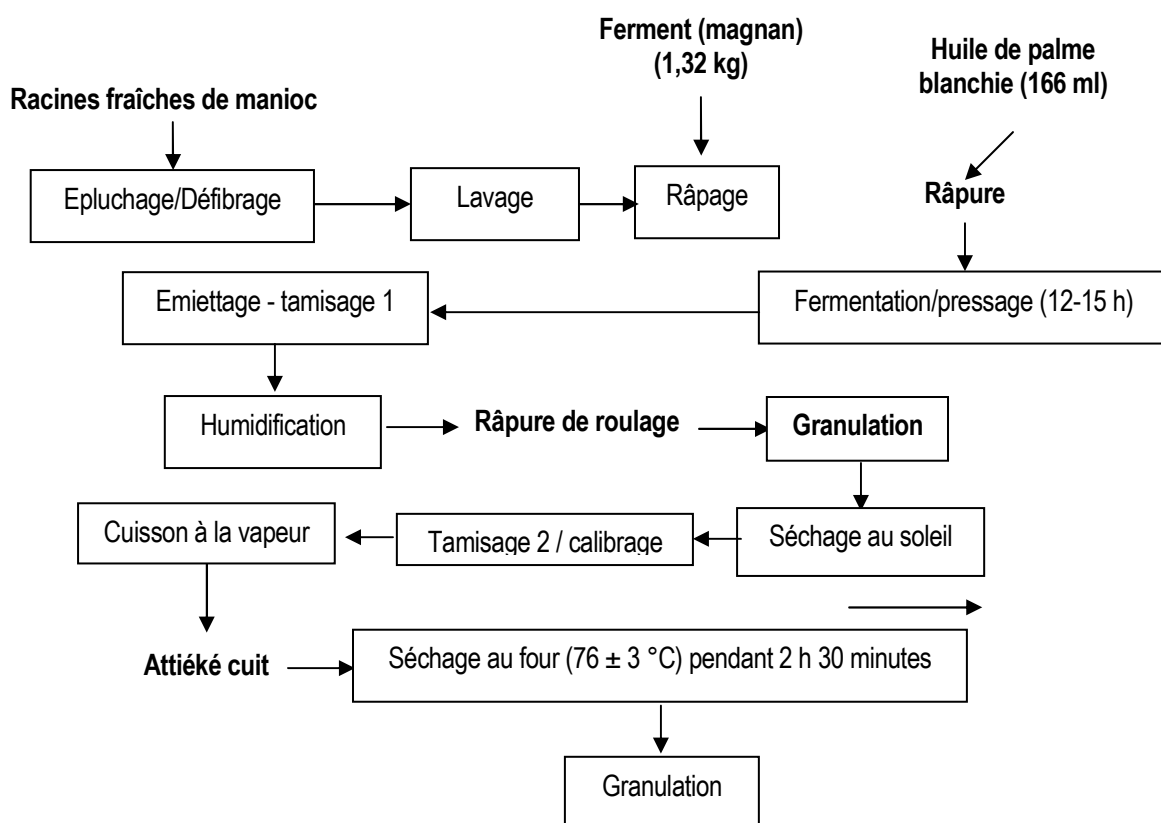 Ferment (magnan)
(1,32 kg)
Huile de palme
blanchie (166 ml)
Racines fraîches de manioc
Epluchage/Défibrage
Lavage
Râpage
Râpure
Emiettage - tamisage 1
Fermentation/pressage (12-15 h)
Humidification
Râpure de roulage
Granulation
Cuisson à la vapeur
Tamisage 2 / calibrage
Séchage au soleil
Attiéké cuit
Séchage au four (76 ± 3 °C) pendant 2 h 30 minutes
Granulation